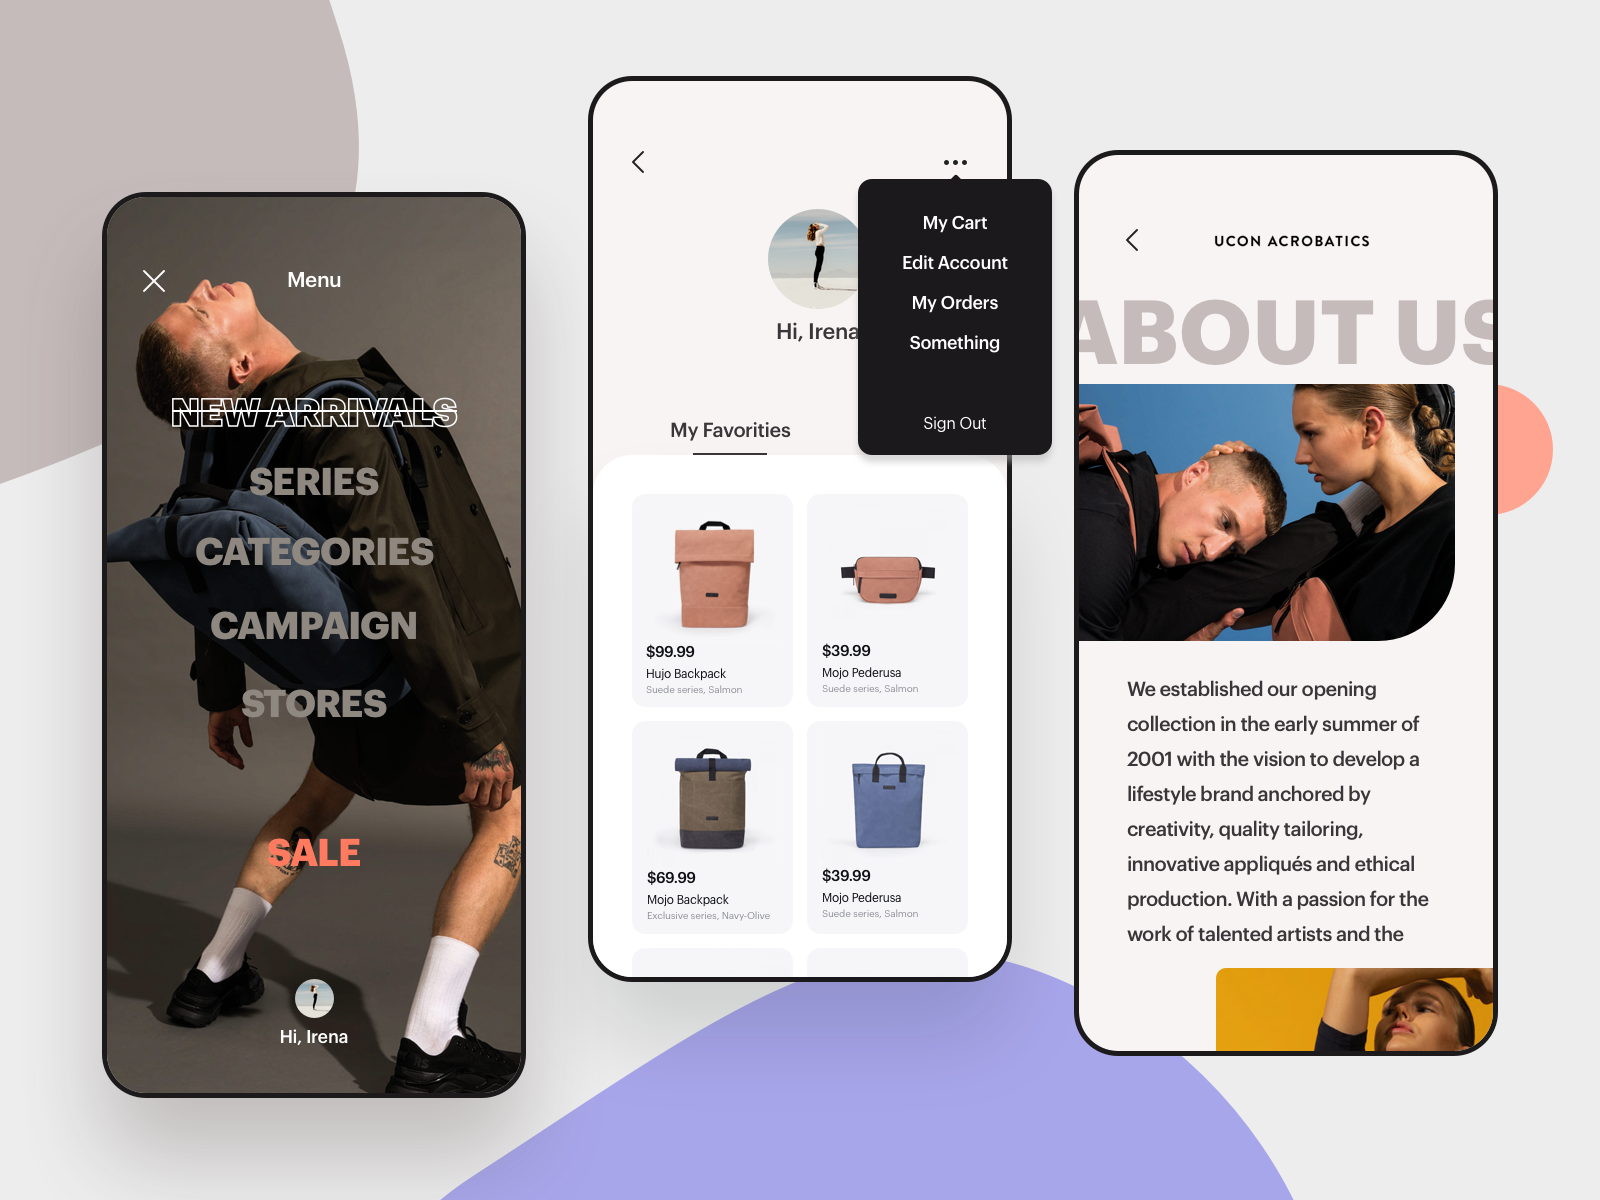 Menu
NEW ARRIVALS
SERIES
CATEGORIES
CAMPAIGN
STORES
SALE
Hi, Irena
Hi, Irena
My Cart
Edit Account
My Orders
Something
Sign Out
My Favorities
$99.99
Hujo Backpack
Suede series, Salmon
$39.99
Mojo Pederusa
Suede series, Salmon
$69.99
Mojo Backpack
Exclusive series, Navy-Olive
$39.99
Mojo Pederusa
Suede series, Salmon
UCON ACROBATICS
ABOUT US
We established our opening
collection in the early summer of
2001 with the vision to develop a
lifestyle brand anchored by
creativity, quality tailoring,
innovative appliqués and ethical
production. With a passion for the
work of talented artists and the